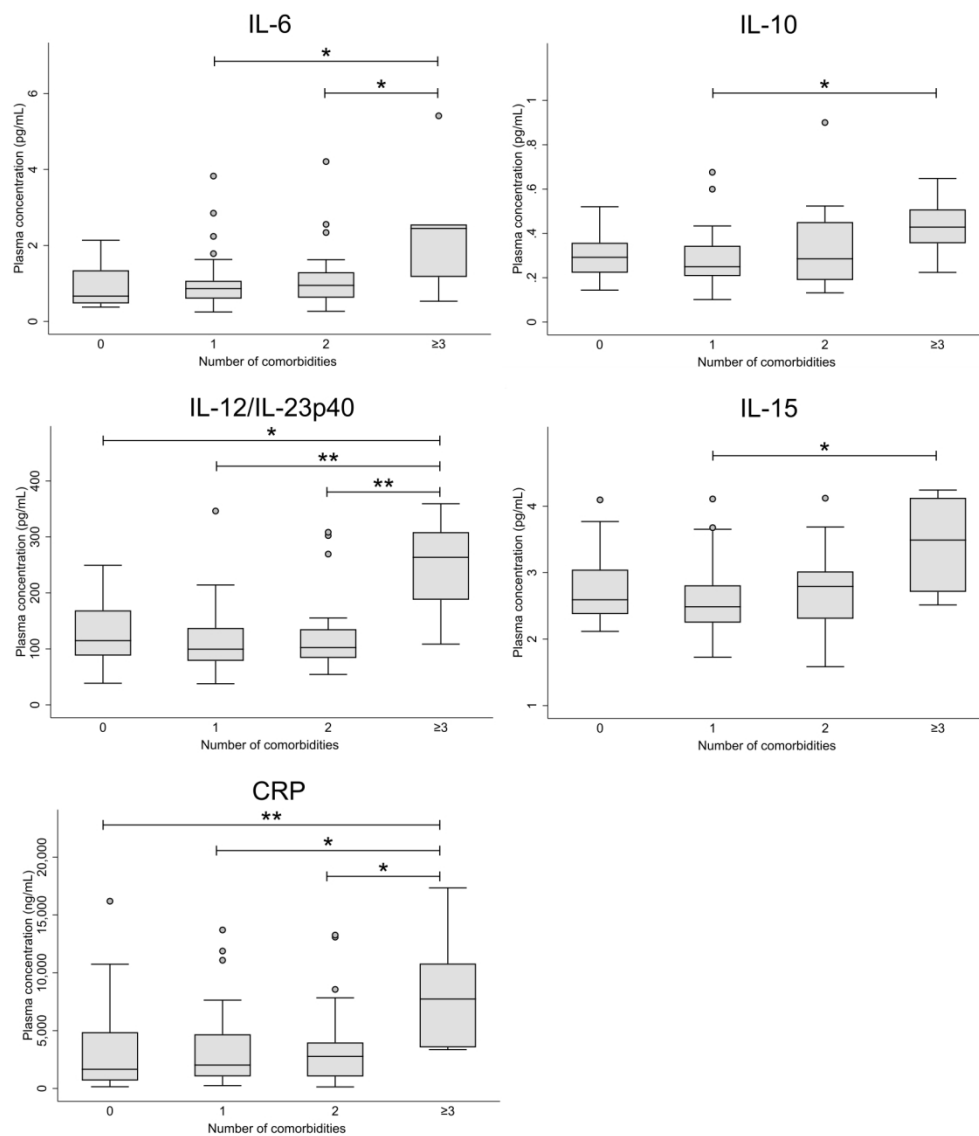 IL-6
*
*
Plasma concentration (pg/mL)
6
4
2
0
0 1 2 ≥3
Number of comorbidities
IL-10
*
Plasma concentration (pg/mL)
1
.8
.6
.4
.2
0
0 1 2 ≥3
Number of comorbidities
IL-12/IL-23p40
*
**
**
Plasma concentration (pg/mL)
400
300
200
100
0
0 1 2 ≥3
Number of comorbidities
IL-15
*
Plasma concentration (pg/mL)
4
3
2
1
0 1 2 ≥3
Number of comorbidities
CRP
**
*
*
Plasma concentration (ng/mL)
20,000
15,000
10,000
5,000
0
0 1 2 ≥3
Number of comorbidities